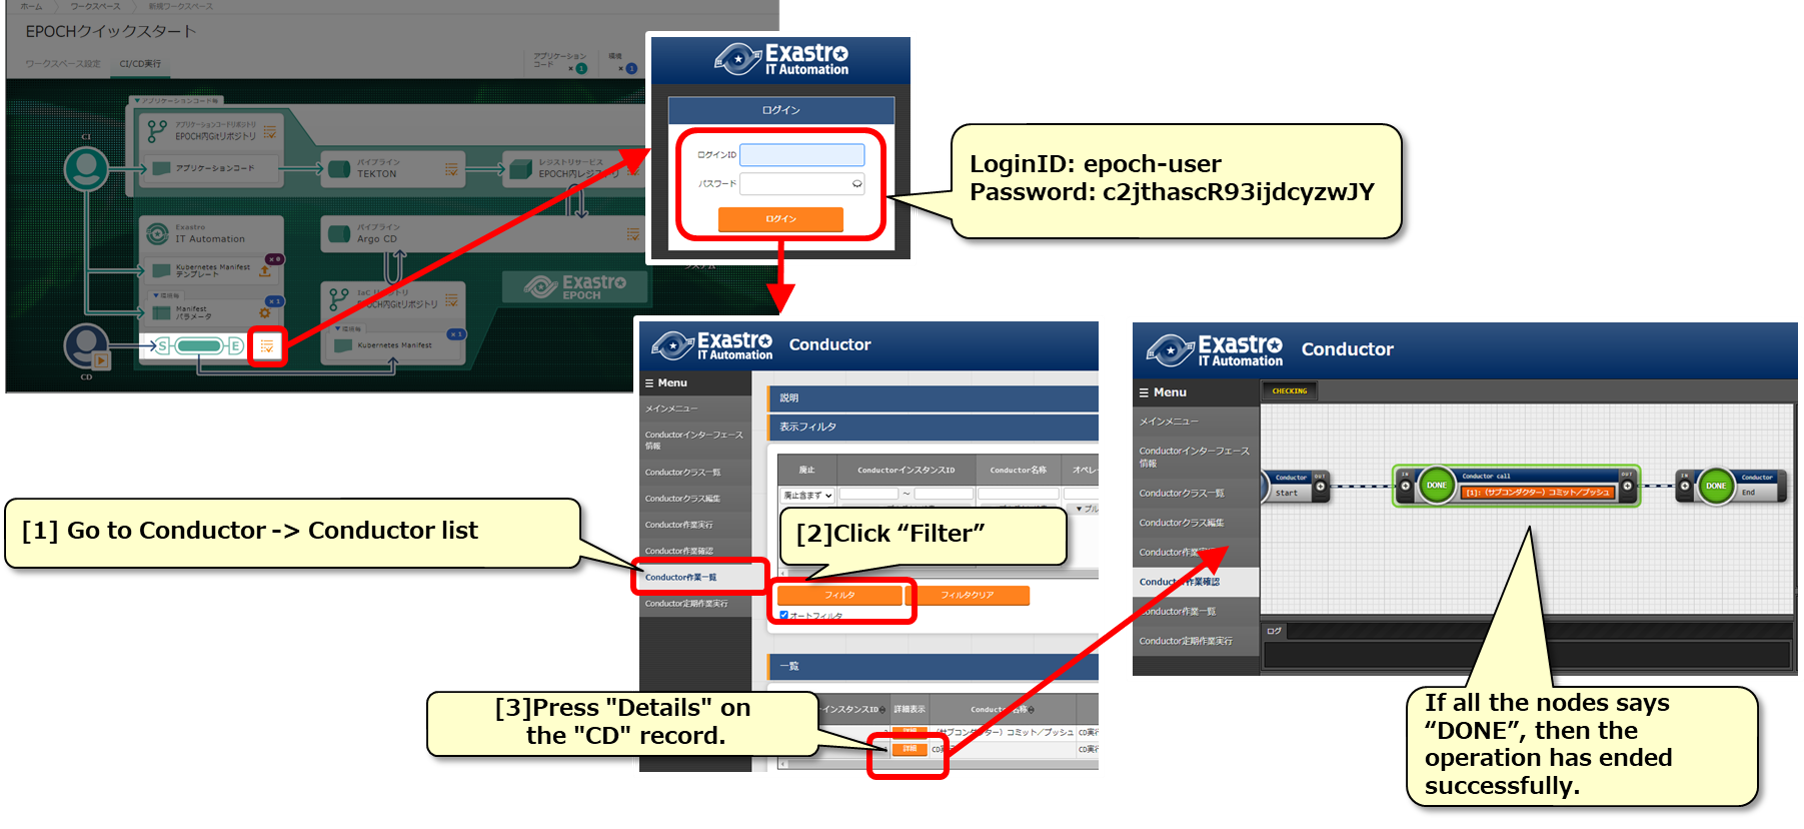 ホーム
ワークスペース
新規ワークスペース
EPOCHクイックスタート
ワークスペース設定
CI/CD実行
アプリケーション
コード
×1
環境
×1
▼アプリケーションコード毎
アプリケーションコードリポジトリ
EPOCH内Gitリポジトリ
アプリケーションコード
パイプライン
TEKTON
レジストリサービス
EPOCH内レジストリ
CI
Exastro
IT Automation
Kubernetes Manifest
テンプレート
▼環境毎
Manifest
パラメータ
×1
S
E
CD
パイプライン
Argo CD
IaC リポジトリ
EPOCH内Gitリポジトリ
▼環境毎
×1
Kubernetes Manifest
Exastro
EPOCH
システム
Exastro
IT Automation
ログイン
ログインID
パスワード
ログイン
LoginID: epoch-user
Password: c2jthascR93ijdcyzwJY
Exastro
IT Automation
Conductor
☰ Menu
メインメニュー
Conductorインターフェース
情報
Conductorクラス一覧
Conductorクラス編集
Conductor作業実行
Conductor作業確認
Conductor作業一覧
Conductor定期作業実行
説明
表示フィルタ
廃止
ConductorインスタンスID
Conductor名称
オペレ
廃止含まず
～
▼プル
フィルタ
フィルタクリア
オートフィルタ
一覧
インスタンスID
詳細表示
Conductor名称
（サブコンダクター）コミット／プッシュ
CD実行
詳細
CD実行
CD実行
[1] Go to Conductor -> Conductor list
[2]Click “Filter”
[3]Press "Details" on
the "CD" record.
Exastro
IT Automation
Conductor
☰ Menu
CHECKING
メインメニュー
Conductorインターフェース
情報
Conductorクラス一覧
Conductorクラス編集
Conductor作業実行
Conductor作業確認
Conductor作業一覧
Conductor定期作業実行
Conductor
Start
OUT
IN
DONE
Conductor call
[1]: (サブコンダクター) コミット／プッシュ
OUT
IN
DONE
Conductor
End
ログ
If all the nodes says
“DONE”, then the
operation has ended
successfully.